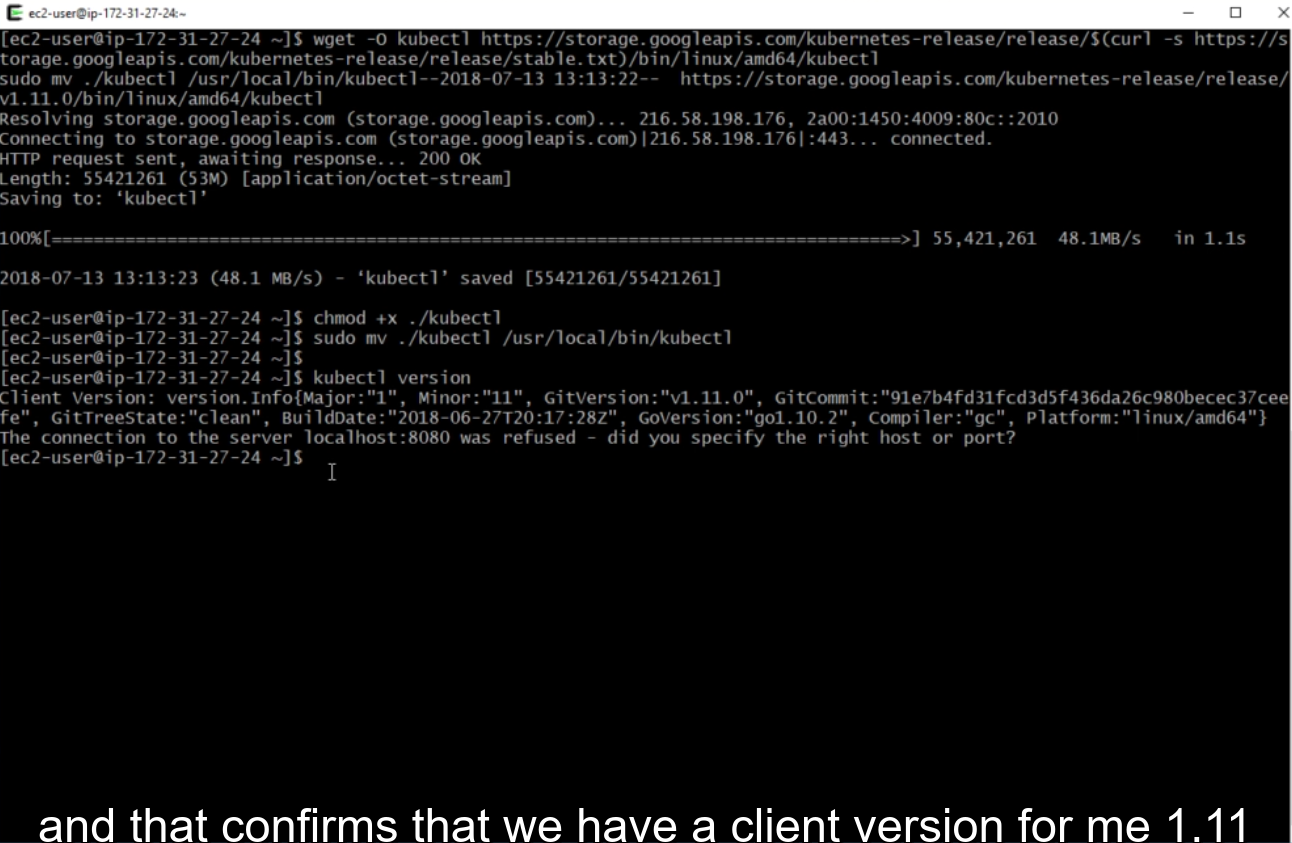 ec2-user@ip-172-31-27-24:~
[ec2-user@ip-172-31-27-24 ~]$ wget -O kubectl https://storage.googleapis.com/kubernetes-release/release/$(curl -s https://s
torage.googleapis.com/kubernetes-release/release/stable.txt)/bin/linux/amd64/kubectl
sudo mv ./kubectl /usr/local/bin/kubectl--2018-07-13 13:13:22--  https://storage.googleapis.com/kubernetes-release/release/
v1.11.0/bin/linux/amd64/kubectl
Resolving storage.googleapis.com (storage.googleapis.com)... 216.58.198.176, 2a00:1450:4009:80c::2010
Connecting to storage.googleapis.com (storage.googleapis.com)|216.58.198.176|:443... connected.
HTTP request sent, awaiting response... 200 OK
Length: 55421261 (53M) [application/octet-stream]
Saving to: ‘kubectl’
100%[=================================================================================>] 55,421,261  48.1MB/s   in 1.1s
2018-07-13 13:13:23 (48.1 MB/s) - ‘kubectl’ saved [55421261/55421261]
[ec2-user@ip-172-31-27-24 ~]$ chmod +x ./kubectl
[ec2-user@ip-172-31-27-24 ~]$ sudo mv ./kubectl /usr/local/bin/kubectl
[ec2-user@ip-172-31-27-24 ~]$
[ec2-user@ip-172-31-27-24 ~]$ kubectl version
Client Version: version.Info{Major:"1", Minor:"11", GitVersion:"v1.11.0", GitCommit:"91e7b4fd31fcd3d5f436da26c980becec37cee
fe", GitTreeState:"clean", BuildDate:"2018-06-27T20:17:28Z", GoVersion:"go1.10.2", Compiler:"gc", Platform:"linux/amd64"}
The connection to the server localhost:8080 was refused - did you specify the right host or port?
[ec2-user@ip-172-31-27-24 ~]$
and that confirms that we have a client version for me 1.11